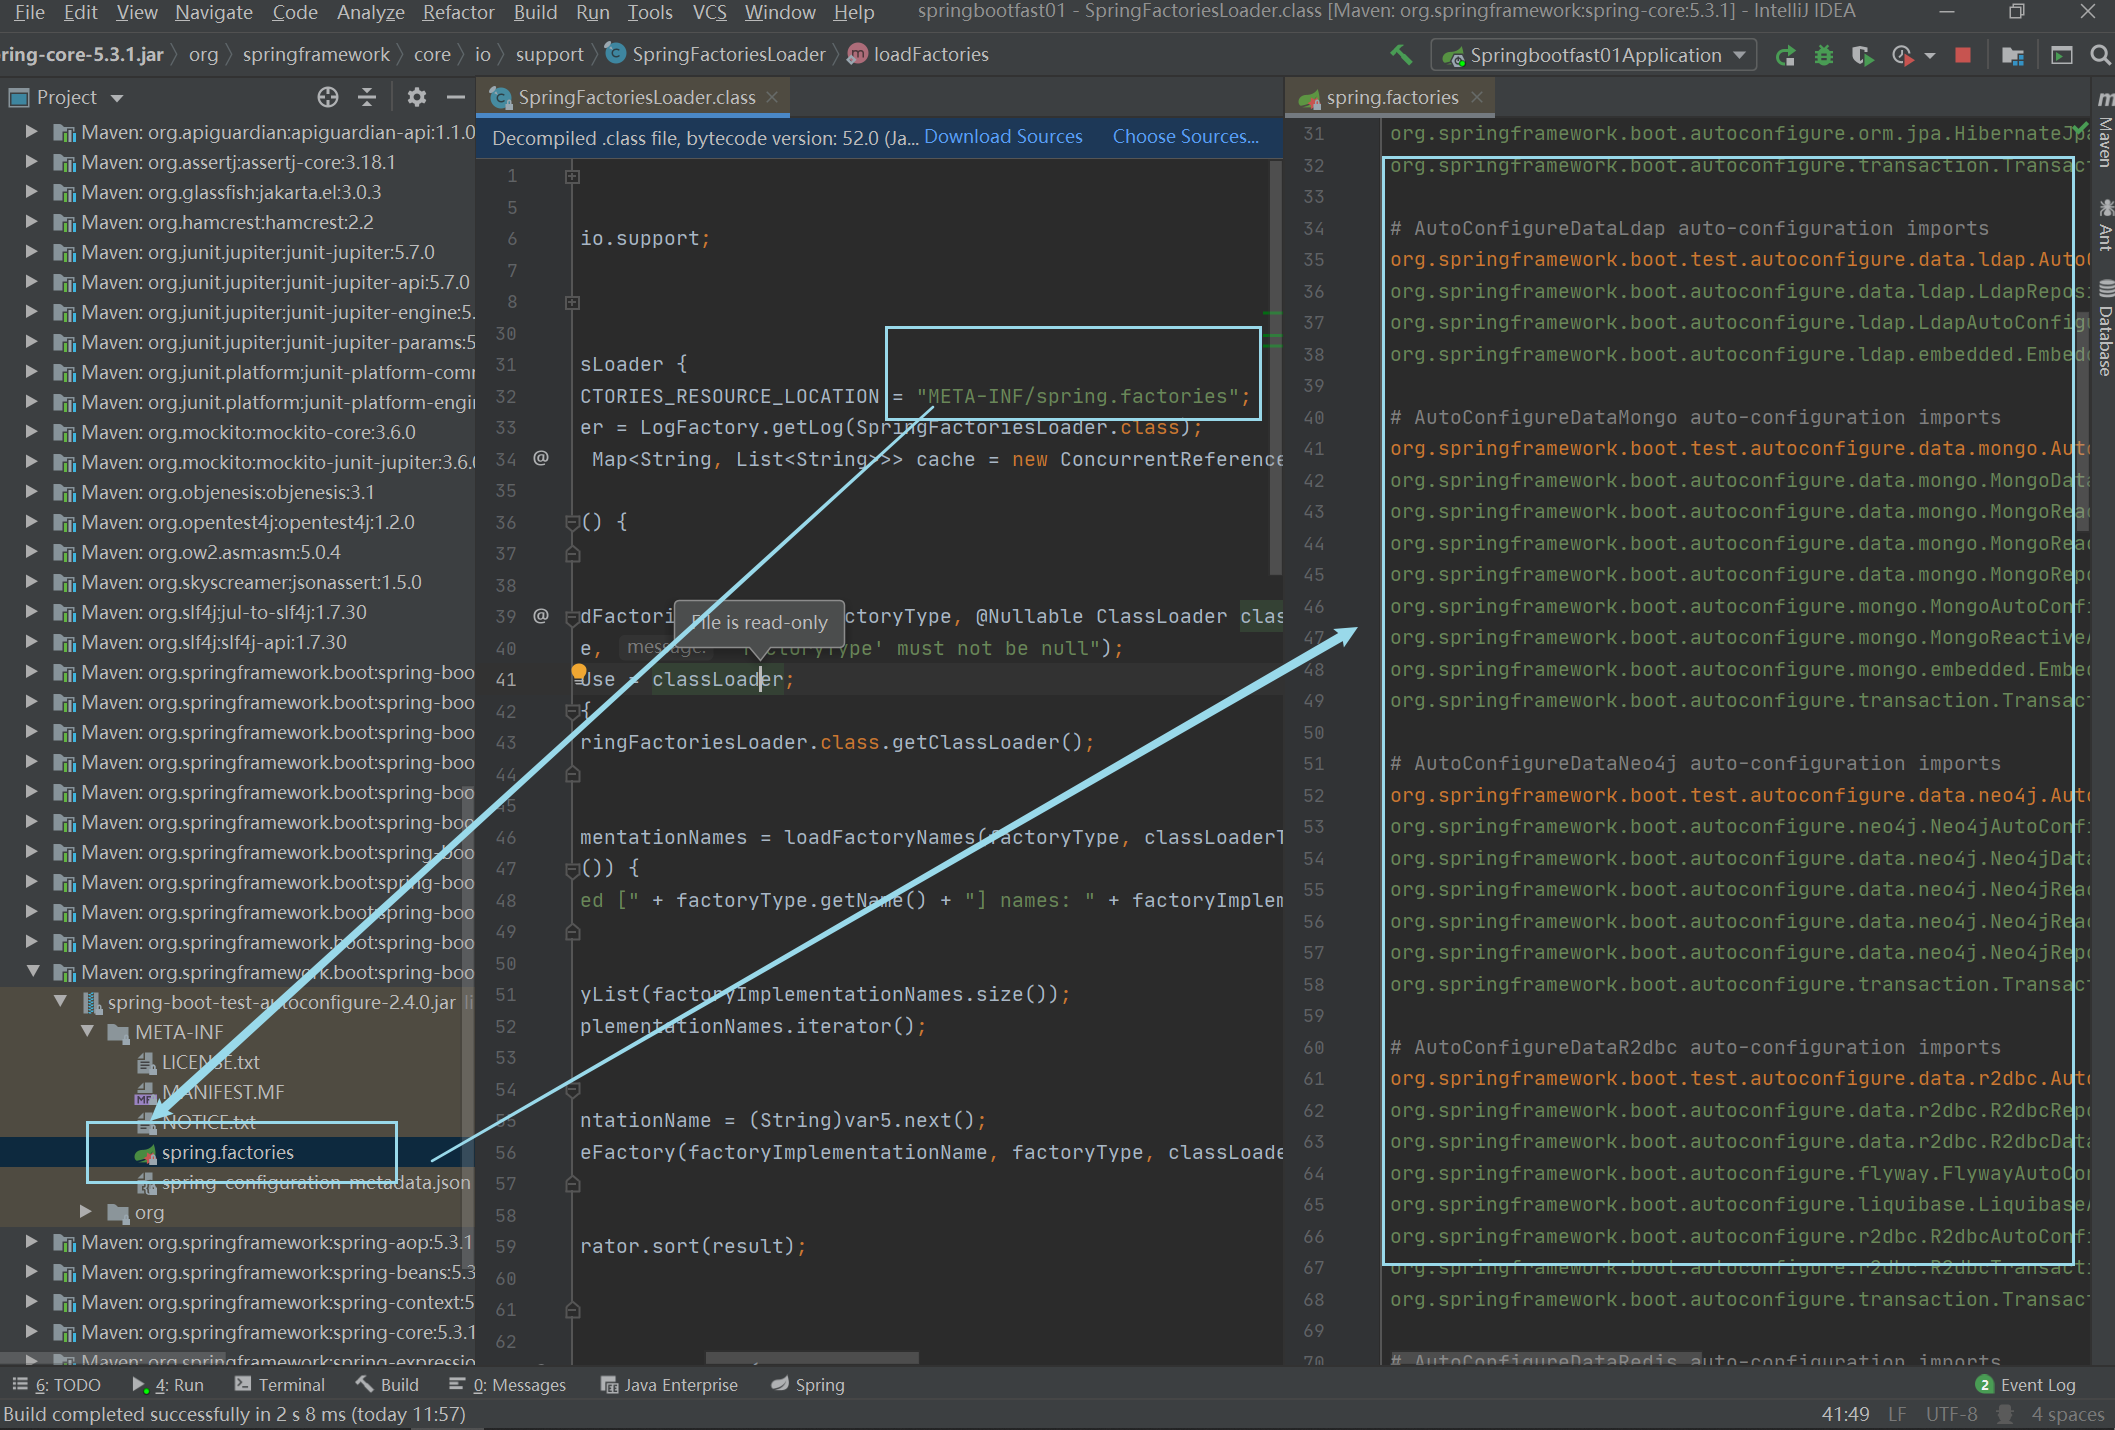 File Edit View Navigate Code Analyze Refactor Build Run Tools VCS Window Help springbootfast01 - SpringFactoriesLoader.class [Maven: org.springframework:spring-core:5.3.1] - IntelliJ IDEA
ring-core-5.3.1.jar org springframework core io support SpringFactoriesLoader loadFactories Springbootfast01Application
Project
Maven: org.apiguardian:apiguardian-api:1.1.0
Maven: org.assertj:assertj-core:3.18.1
Maven: org.glassfish:jakarta.el:3.0.3
Maven: org.hamcrest:hamcrest:2.2
Maven: org.junit.jupiter:junit-jupiter:5.7.0
Maven: org.junit.jupiter:junit-jupiter-api:5.7.0
Maven: org.junit.jupiter:junit-jupiter-engine:5.
Maven: org.junit.jupiter:junit-jupiter-params:5
Maven: org.junit.platform:junit-platform-com
Maven: org.junit.platform:junit-platform-engi
Maven: org.mockito:mockito-core:3.6.0
Maven: org.mockito:mockito-junit-jupiter:3.6.
Maven: org.objenesis:objenesis:3.1
Maven: org.opentest4j:opentest4j:1.2.0
Maven: org.ow2.asm:asm:5.0.4
Maven: org.skyscreamer:jsonassert:1.5.0
Maven: org.slf4j:jul-to-slf4j:1.7.30
Maven: org.slf4j:slf4j-api:1.7.30
Maven: org.springframework.boot:spring-boo
Maven: org.springframework.boot:spring-boo
Maven: org.springframework.boot:spring-boo
Maven: org.springframework.boot:spring-boo
Maven: org.springframework.boot:spring-boo
Maven: org.springframework.boot:spring-boo
Maven: org.springframework.boot:spring-boo
Maven: org.springframework.boot:spring-boo
Maven: org.springframework.boot:spring-boo
Maven: org.springframework.boot:spring-boo
Maven: org.springframework.boot:spring-boo
spring-boot-test-autoconfigure-2.4.0.jar li
META-INF
LICENSE.txt
MANIFEST.MF
NOTICE.txt
spring.factories
spring-configuration-metadata.json
org
Maven: org.springframework:spring-aop:5.3.1
Maven: org.springframework:spring-beans:5.3
Maven: org.springframework:spring-context:5
Maven: org.springframework:spring-core:5.3.1
Maven: org.springframework:spring-expressio
SpringFactoriesLoader.class
Decompiled .class file, bytecode version: 52.0 (Ja... Download Sources Choose Sources...
1
5
6 io.support;
7
8
30
31 sLoader {
32 CTORIES_RESOURCE_LOCATION = "META-INF/spring.factories";
33 er = LogFactory.getLog(SpringFactoriesLoader.class);
34 @ Map<String, List<String>>> cache = new ConcurrentReference
35
36 () {
37
38
39 @ dFactori ctoryType, @Nullable ClassLoader clas
File is read-only
40 e, message: 'factoryType' must not be null");
41 Use = classLoader;
42 {
43 ringFactoriesLoader.class.getClassLoader();
44
45
46 mentationNames = loadFactoryNames(factoryType, classLoaderT
47 ()) {
48 ed [" + factoryType.getName() + "] names: " + factoryImplem
49
50
51 yList(factoryImplementationNames.size());
52 plementationNames.iterator();
53
54
55 ntationName = (String)var5.next();
56 eFactory(factoryImplementationName, factoryType, classLoade
57
58
59 rator.sort(result);
60
61
62
spring.factories
31 org.springframework.boot.autoconfigure.orm.jpa.HibernateJpa
32 org.springframework.boot.autoconfigure.transaction.Transact
33
34 # AutoConfigureDataLdap auto-configuration imports
35 org.springframework.boot.test.autoconfigure.data.ldap.AutoC
36 org.springframework.boot.autoconfigure.data.ldap.LdapReposi
37 org.springframework.boot.autoconfigure.ldap.LdapAutoConfigu
38 org.springframework.boot.autoconfigure.ldap.embedded.Embedd
39
40 # AutoConfigureDataMongo auto-configuration imports
41 org.springframework.boot.test.autoconfigure.data.mongo.Auto
42 org.springframework.boot.autoconfigure.data.mongo.MongoData
43 org.springframework.boot.autoconfigure.data.mongo.MongoReac
44 org.springframework.boot.autoconfigure.data.mongo.MongoReac
45 org.springframework.boot.autoconfigure.data.mongo.MongoRepo
46 org.springframework.boot.autoconfigure.mongo.MongoAutoConfi
47 org.springframework.boot.autoconfigure.mongo.MongoReactiveA
48 org.springframework.boot.autoconfigure.mongo.embedded.Embed
49 org.springframework.boot.autoconfigure.transaction.Transact
50
51 # AutoConfigureDataNeo4j auto-configuration imports
52 org.springframework.boot.test.autoconfigure.data.neo4j.Auto
53 org.springframework.boot.autoconfigure.neo4j.Neo4jAutoConfi
54 org.springframework.boot.autoconfigure.data.neo4j.Neo4jData
55 org.springframework.boot.autoconfigure.data.neo4j.Neo4jReac
56 org.springframework.boot.autoconfigure.data.neo4j.Neo4jReac
57 org.springframework.boot.autoconfigure.data.neo4j.Neo4jRepo
58 org.springframework.boot.autoconfigure.transaction.Transact
59
60 # AutoConfigureDataR2dbc auto-configuration imports
61 org.springframework.boot.test.autoconfigure.data.r2dbc.Auto
62 org.springframework.boot.autoconfigure.data.r2dbc.R2dbcRepo
63 org.springframework.boot.autoconfigure.data.r2dbc.R2dbcData
64 org.springframework.boot.autoconfigure.flyway.FlywayAutoCon
65 org.springframework.boot.autoconfigure.liquibase.LiquibaseA
66 org.springframework.boot.autoconfigure.r2dbc.R2dbcAutoConfi
67 org.springframework.boot.autoconfigure.r2dbc.R2dbcTransacti
68 org.springframework.boot.autoconfigure.transaction.Transact
69
70 # AutoConfigureDataRedis auto-configuration imports
Maven
Ant
Database
6: TODO 4: Run Terminal Build 0: Messages Java Enterprise Spring 2 Event Log
Build completed successfully in 2 s 8 ms (today 11:57) 41:49 LF UTF-8 4 spaces